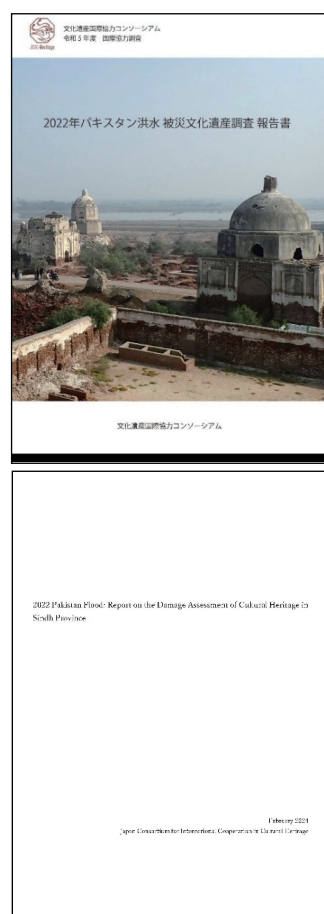 文化遺産国際協力コンソーシアム
令和5年度 国際協力調査
JCIC-Heritage
2022年パキスタン洪水 被災文化遺産調査 報告書
文化遺産国際協力コンソーシアム
2022 Pakistan Flood: Report on the Damage Assessment of Cultural Heritage in
Sindh Province
February 2024
Japan Consortium for International Cooperation in Cultural Heritage